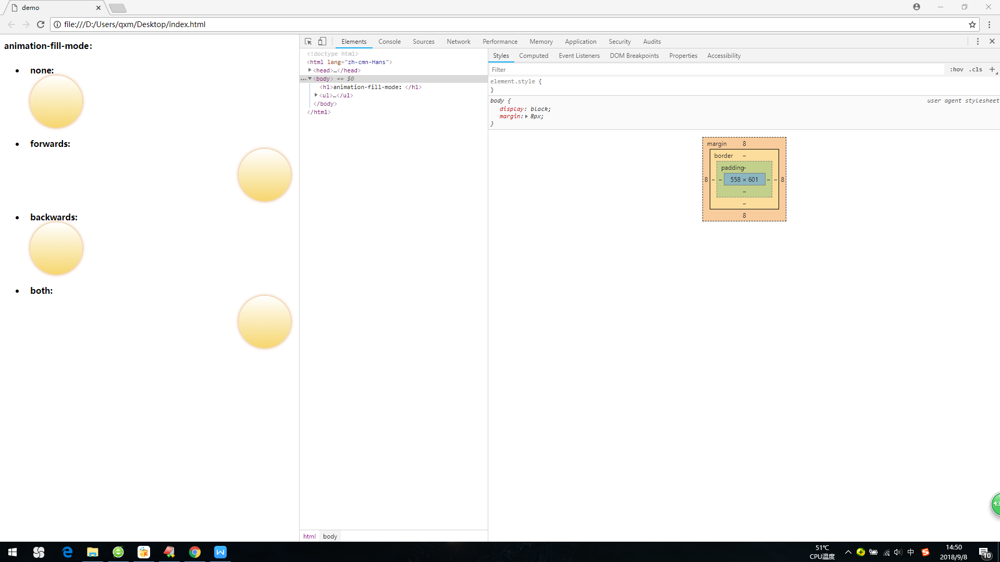 demo
file:///D:/Users/qxm/Desktop/index.html
animation-fill-mode:
none:
forwards:
backwards:
both:
Elements Console Sources Network Performance Memory Application Security Audits
<!doctype html>
<html lang="zh-cmn-Hans">
<head>…</head>
<body> == $0
<h1>animation-fill-mode: </h1>
<ul>…</ul>
</body>
</html>
html body
Styles Computed Event Listeners DOM Breakpoints Properties Accessibility
Filter :hov .cls
element.style {
}
body { user agent stylesheet
display: block;
margin: 8px;
}
margin 8
border –
padding –
8 – – 558 × 601 – – 8
–
–
8
43
51℃
CPU温度
中
14:50
2018/9/8
10